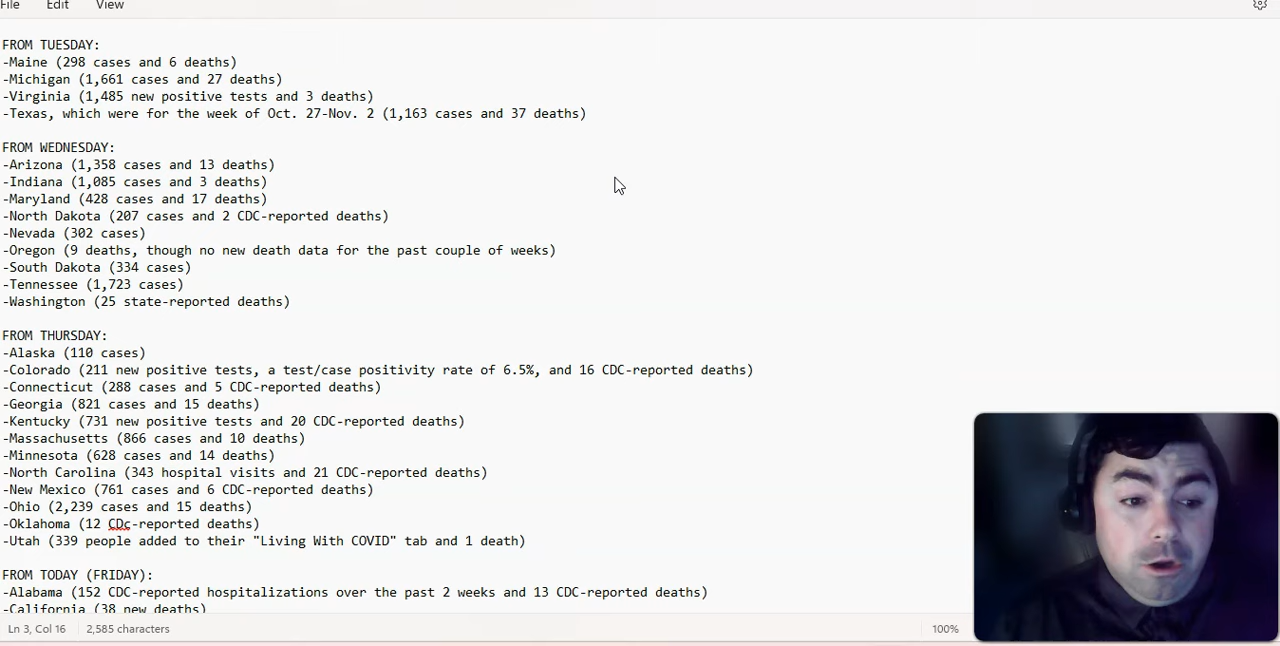 File Edit View
FROM TUESDAY:
-Maine (298 cases and 6 deaths)
-Michigan (1,661 cases and 27 deaths)
-Virginia (1,485 new positive tests and 3 deaths)
-Texas, which were for the week of Oct. 27-Nov. 2 (1,163 cases and 37 deaths)
FROM WEDNESDAY:
-Arizona (1,358 cases and 13 deaths)
-Indiana (1,085 cases and 3 deaths)
-Maryland (428 cases and 17 deaths)
-North Dakota (207 cases and 2 CDC-reported deaths)
-Nevada (302 cases)
-Oregon (9 deaths, though no new death data for the past couple of weeks)
-South Dakota (334 cases)
-Tennessee (1,723 cases)
-Washington (25 state-reported deaths)
FROM THURSDAY:
-Alaska (110 cases)
-Colorado (211 new positive tests, a test/case positivity rate of 6.5%, and 16 CDC-reported deaths)
-Connecticut (288 cases and 5 CDC-reported deaths)
-Georgia (821 cases and 15 deaths)
-Kentucky (731 new positive tests and 20 CDC-reported deaths)
-Massachusetts (866 cases and 10 deaths)
-Minnesota (628 cases and 14 deaths)
-North Carolina (343 hospital visits and 21 CDC-reported deaths)
-New Mexico (761 cases and 6 CDC-reported deaths)
-Ohio (2,239 cases and 15 deaths)
-Oklahoma (12 CDc-reported deaths)
-Utah (339 people added to their "Living With COVID" tab and 1 death)
FROM TODAY (FRIDAY):
-Alabama (152 CDC-reported hospitalizations over the past 2 weeks and 13 CDC-reported deaths)
-California (38 new deaths)
Ln 3, Col 16 2,585 characters 100%